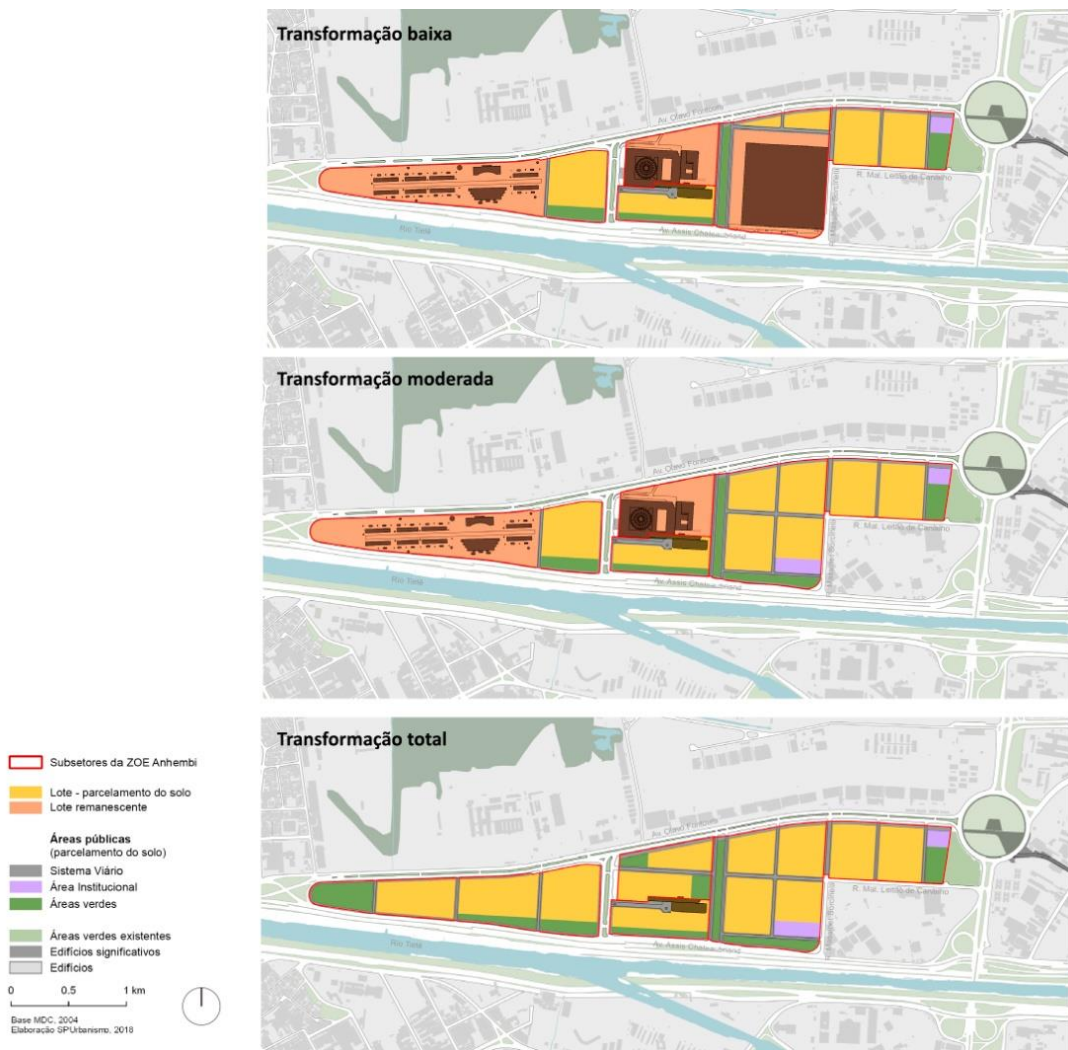 Transformação baixa
Av. Olavo Fontoura
R. Mal. Leitão de Carvalho
Rio Tietê
Av. Assis Chateaubriand
Transformação moderada
Av. Olavo Fontoura
R. Mal. Leitão de Carvalho
Rio Tietê
Av. Assis Chateaubriand
Transformação total
Av. Olavo Fontoura
R. Mal. Leitão de Carvalho
Rio Tietê
Av. Assis Chateaubriand
Subsetores da ZOE Anhembi
Lote - parcelamento do solo
Lote remanescente
Áreas públicas
(parcelamento do solo)
Sistema Viário
Área Institucional
Áreas verdes
Áreas verdes existentes
Edifícios significativos
Edifícios
0 0.5 1 km
Base MDC, 2004
Elaboração SPUrbanismo, 2018